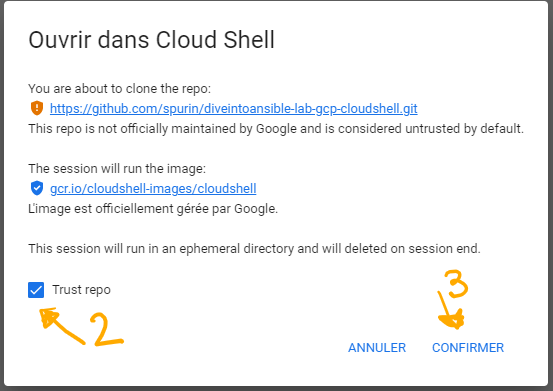 Ouvrir dans Cloud Shell
You are about to clone the repo:
https://github.com/spurin/diveintoansible-lab-gcp-cloudshell.git
This repo is not officially maintained by Google and is considered untrusted by default.
The session will run the image:
gcr.io/cloudshell-images/cloudshell
L'image est officiellement gérée par Google.
This session will run in an ephemeral directory and will deleted on session end.
Trust repo
2
3
ANNULER CONFIRMER